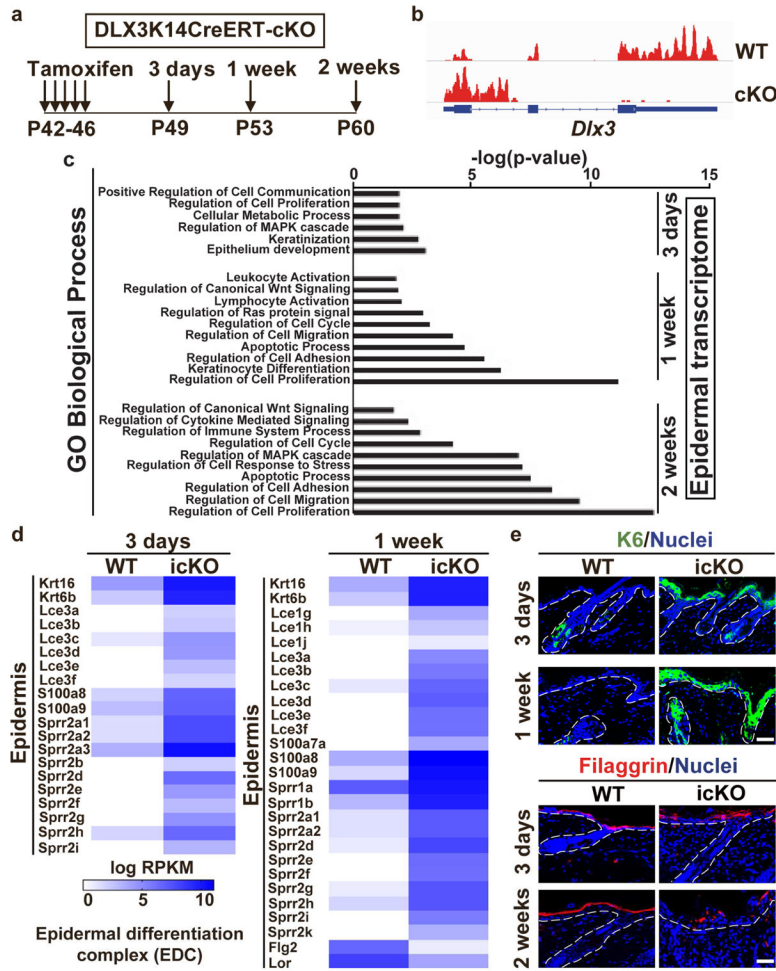 a
DLX3K14CreERT-cKO
Tamoxifen 3 days 1 week 2 weeks
P42-46 P49 P53 P60
b
WT
cKO
Dlx3
c
-log(p-value)
0 5 10 15
GO Biological Process
Positive Regulation of Cell Communication
Regulation of Cell Proliferation
Cellular Metabolic Process
Regulation of MAPK cascade
Keratinization
Epithelium development
3 days
Leukocyte Activation
Regulation of Canonical Wnt Signaling
Lymphocyte Activation
Regulation of Ras protein signal
Regulation of Cell Cycle
Regulation of Cell Migration
Apoptotic Process
Regulation of Cell Adhesion
Keratinocyte Differentiation
Regulation of Cell Proliferation
1 week
Regulation of Canonical Wnt Signaling
Regulation of Cytokine Mediated Signaling
Regulation of Immune System Process
Regulation of Cell Cycle
Regulation of MAPK cascade
Regulation of Cell Response to Stress
Apoptotic Process
Regulation of Cell Adhesion
Regulation of Cell Migration
Regulation of Cell Proliferation
2 weeks
Epidermal transcriptome
d
3 days
WT icKO
Epidermis
Krt16
Krt6b
Lce3a
Lce3b
Lce3c
Lce3d
Lce3e
Lce3f
S100a8
S100a9
Sprr2a1
Sprr2a2
Sprr2a3
Sprr2b
Sprr2d
Sprr2e
Sprr2f
Sprr2g
Sprr2h
Sprr2i
log RPKM
0 10
Epidermal differentiation
complex (EDC)
1 week
WT icKO
Epidermis
Krt16
Krt6b
Lce1g
Lce1h
Lce1j
Lce3a
Lce3b
Lce3c
Lce3d
Lce3e
Lce3f
S100a7a
S100a8
S100a9
Sprr1a
Sprr1b
Sprr2a1
Sprr2a2
Sprr2d
Sprr2e
Sprr2f
Sprr2g
Sprr2h
Sprr2i
Sprr2k
Flg2
Lor
e
K6/Nuclei
WT icKO
3 days
1 week
Filaggrin/Nuclei
WT icKO
3 days
2 weeks